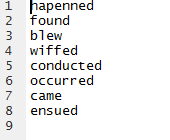 1 hapenned
2 found
3 blew
4 wiffed
5 conducted
6 occurred
7 came
8 ensued
9